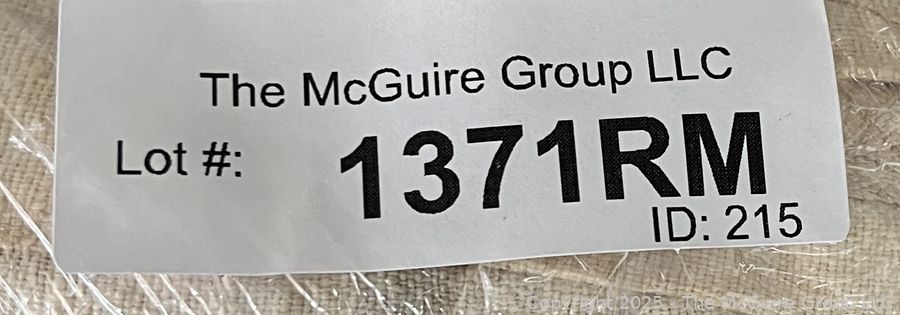 The McGuire Group LLC
Lot #: 1371RM
ID: 215
Copyright 2025 - The McGuire Group LLC